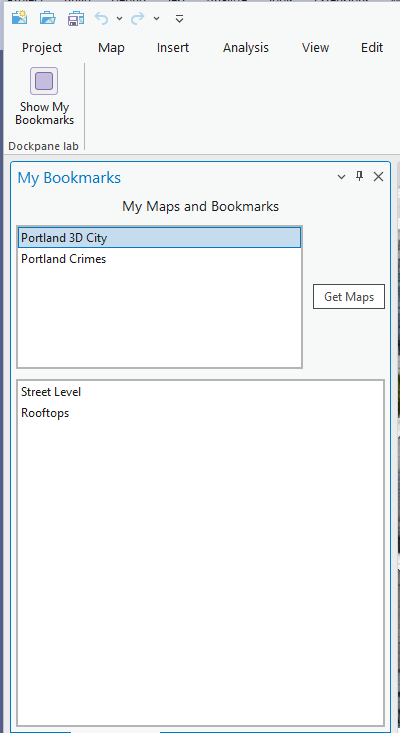 Project Map Insert Analysis View Edit
Show My
Bookmarks
Dockpane lab
My Bookmarks
My Maps and Bookmarks
Portland 3D City
Portland Crimes
Get Maps
Street Level
Rooftops